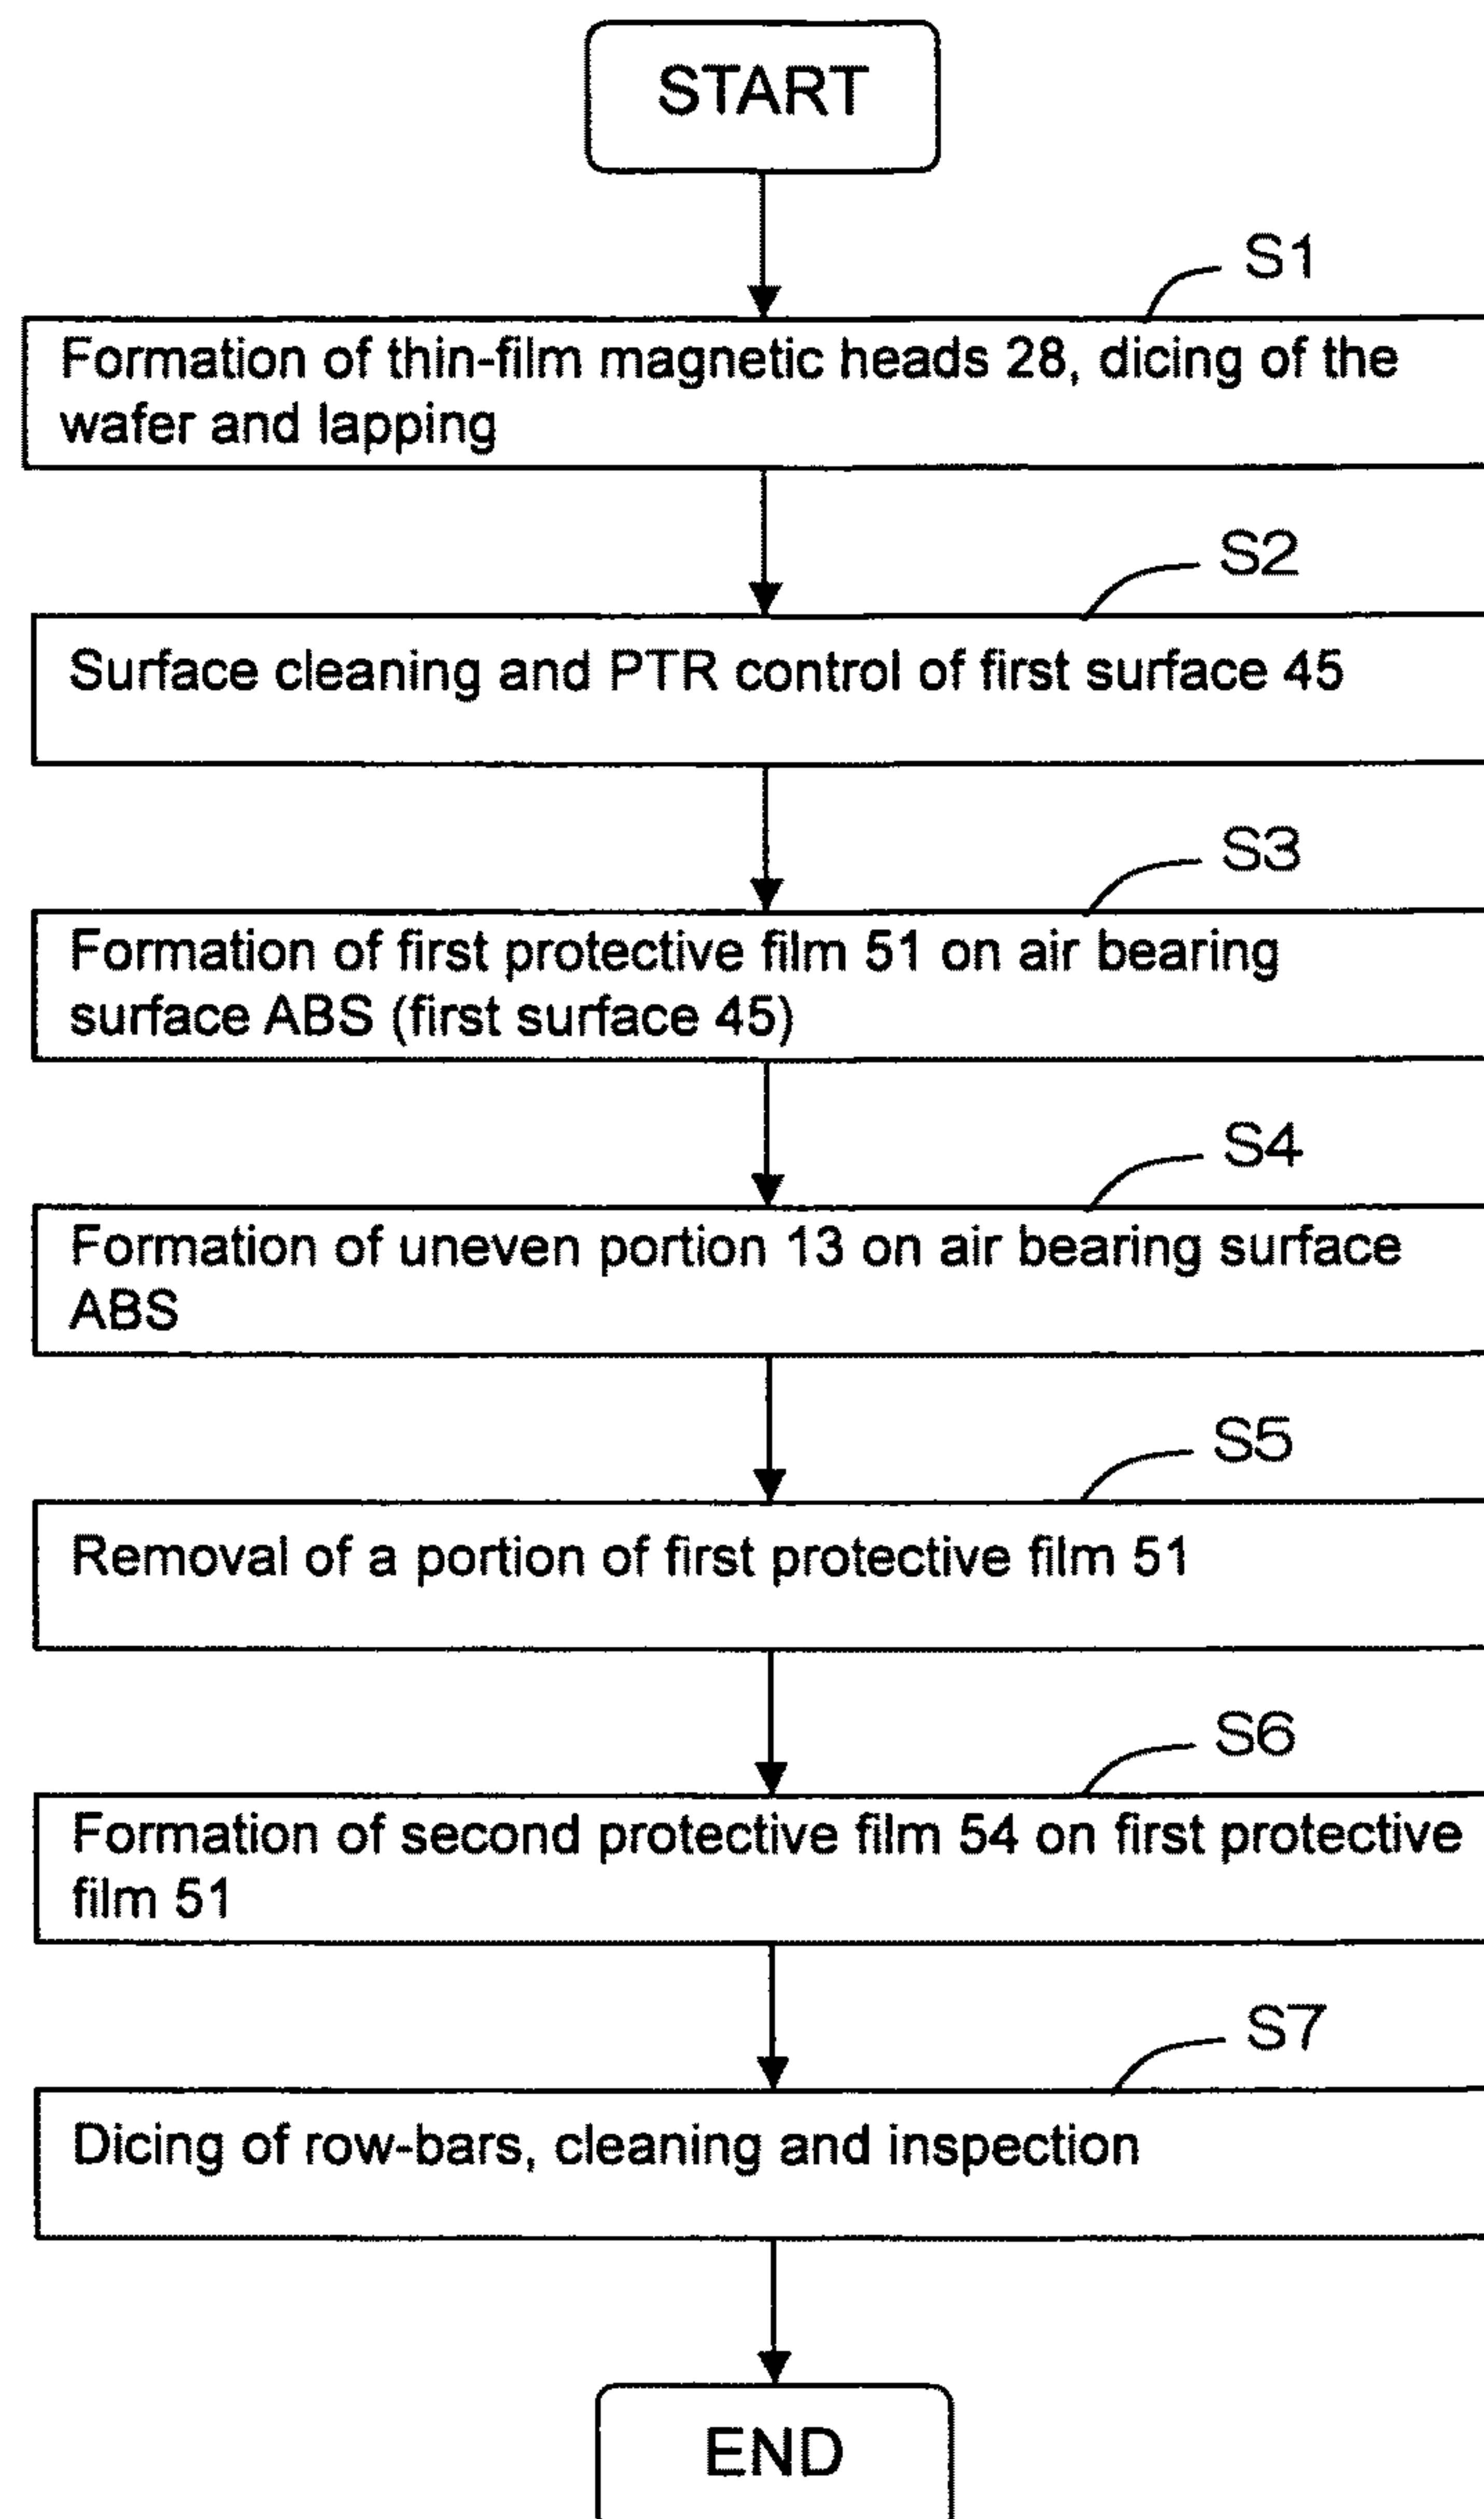 START
S1
Formation of thin-film magnetic heads 28, dicing of the
wafer and lapping
S2
Surface cleaning and PTR control of first surface 45
S3
Formation of first protective film 51 on air bearing
surface ABS (first surface 45)
S4
Formation of uneven portion 13 on air bearing surface
ABS
S5
Removal of a portion of first protective film 51
S6
Formation of second protective film 54 on first protective
film 51
S7
Dicing of row-bars, cleaning and inspection
END